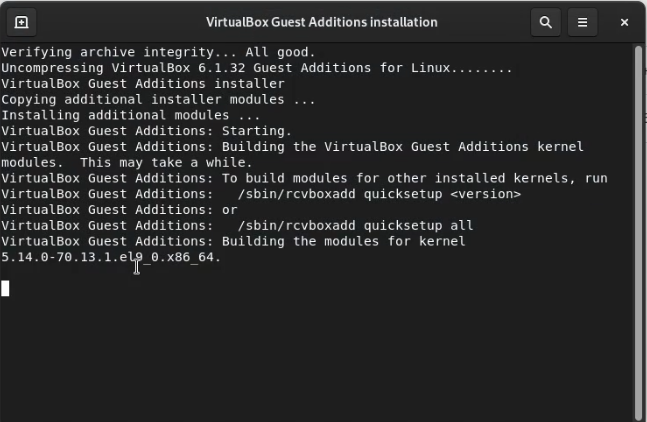 VirtualBox Guest Additions installation
Verifying archive integrity... All good.
Uncompressing VirtualBox 6.1.32 Guest Additions for Linux........
VirtualBox Guest Additions installer
Copying additional installer modules ...
Installing additional modules ...
VirtualBox Guest Additions: Starting.
VirtualBox Guest Additions: Building the VirtualBox Guest Additions kernel
modules.  This may take a while.
VirtualBox Guest Additions: To build modules for other installed kernels, run
VirtualBox Guest Additions:   /sbin/rcvboxadd quicksetup <version>
VirtualBox Guest Additions: or
VirtualBox Guest Additions:   /sbin/rcvboxadd quicksetup all
VirtualBox Guest Additions: Building the modules for kernel
5.14.0-70.13.1.el9_0.x86_64.